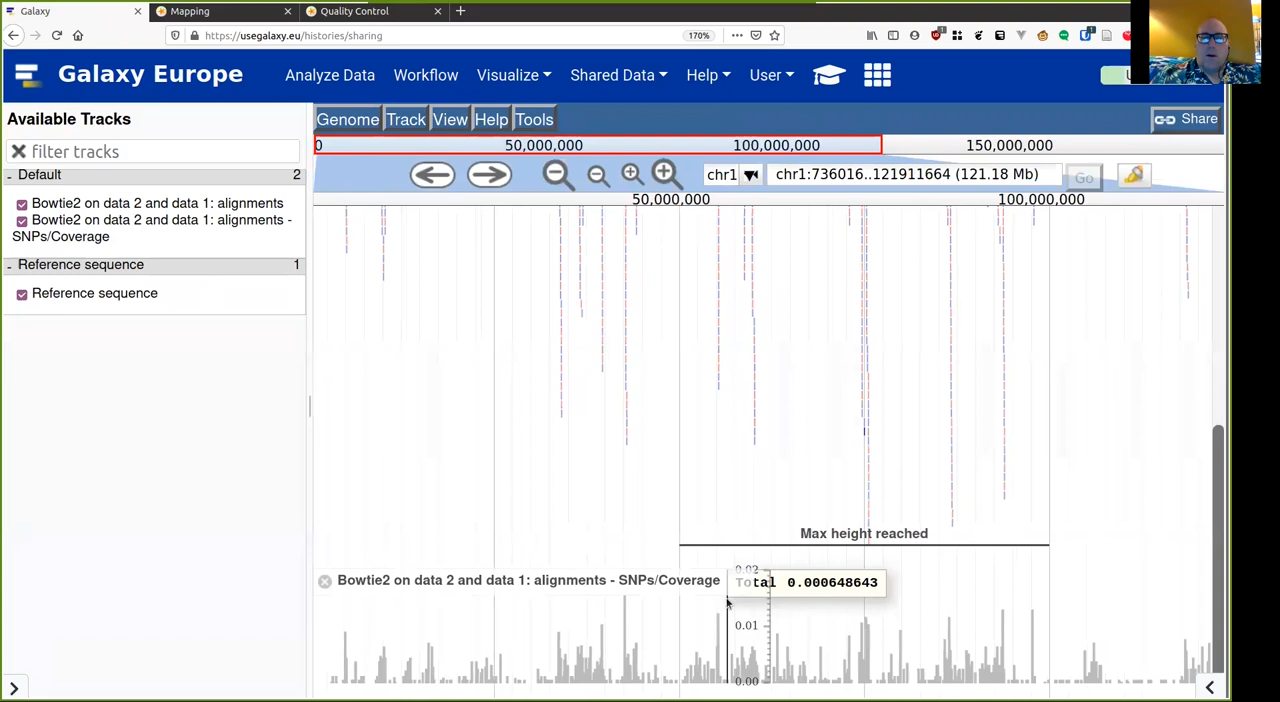 Galaxy
Mapping
Quality Control
https://usegalaxy.eu/histories/sharing
170%
Galaxy Europe
Analyze Data
Workflow
Visualize
Shared Data
Help
User
Available Tracks
filter tracks
Default 2
Bowtie2 on data 2 and data 1: alignments
Bowtie2 on data 2 and data 1: alignments -
SNPs/Coverage
Reference sequence 1
Reference sequence
Genome
Track
View
Help
Tools
Share
0 50,000,000 100,000,000 150,000,000
chr1
chr1:736016..121911664 (121.18 Mb)
Go
50,000,000 100,000,000
Max height reached
Bowtie2 on data 2 and data 1: alignments - SNPs/Coverage
0.02
Total 0.000648643
0.01
0.00